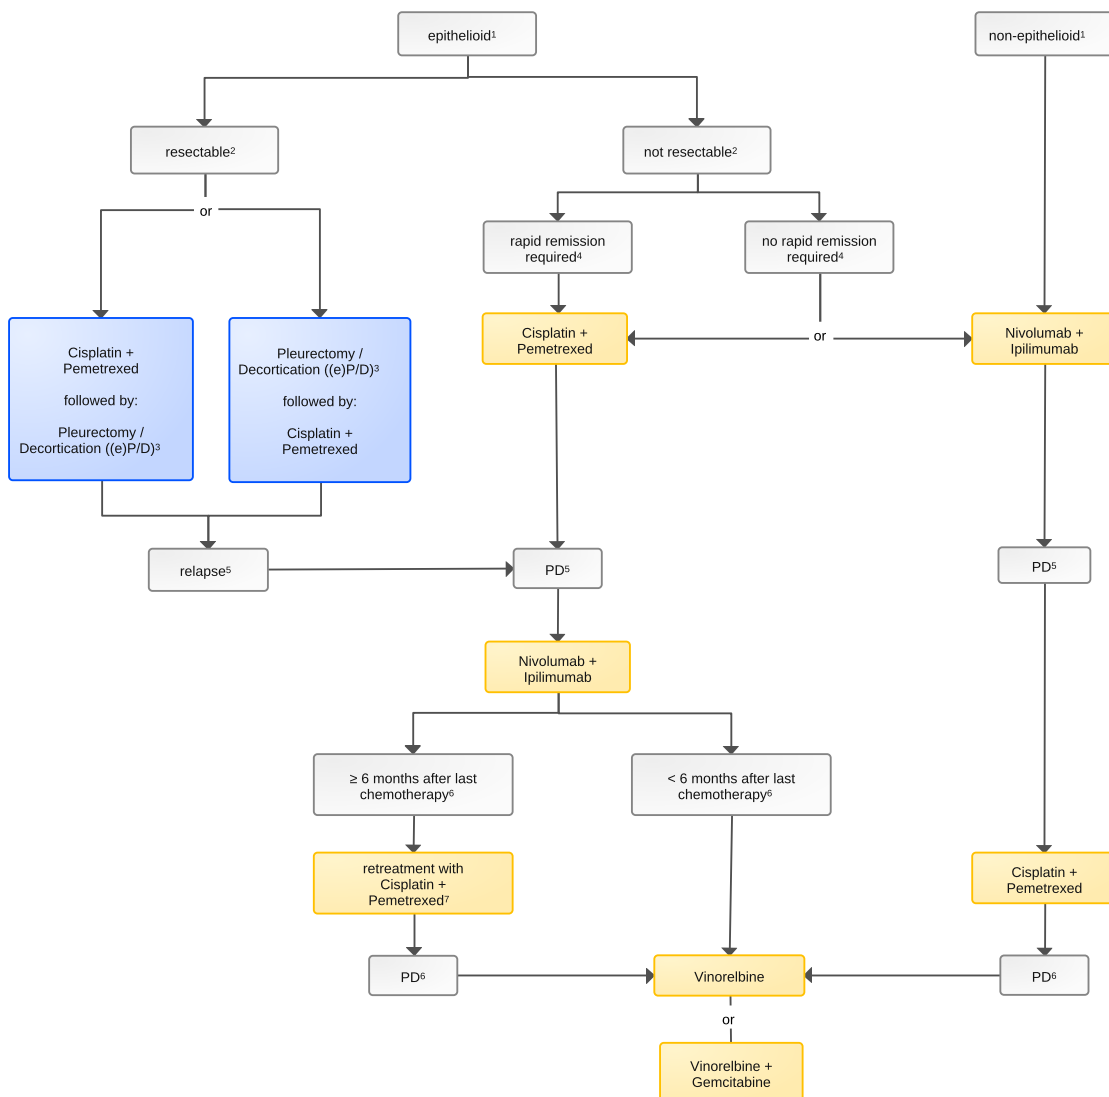 epithelioid¹
non-epithelioid¹
resectable²
not resectable²
or
rapid remission
required⁴
no rapid remission
required⁴
Cisplatin +
Pemetrexed
followed by:
Pleurectomy /
Decortication ((e)P/D)³
Pleurectomy /
Decortication ((e)P/D)³
followed by:
Cisplatin +
Pemetrexed
Cisplatin +
Pemetrexed
or
Nivolumab +
Ipilimumab
relapse⁵
PD⁵
PD⁵
Nivolumab +
Ipilimumab
≥ 6 months after last
chemotherapy⁶
< 6 months after last
chemotherapy⁶
retreatment with
Cisplatin +
Pemetrexed⁷
Cisplatin +
Pemetrexed
PD⁶
Vinorelbine
PD⁶
or
Vinorelbine +
Gemcitabine